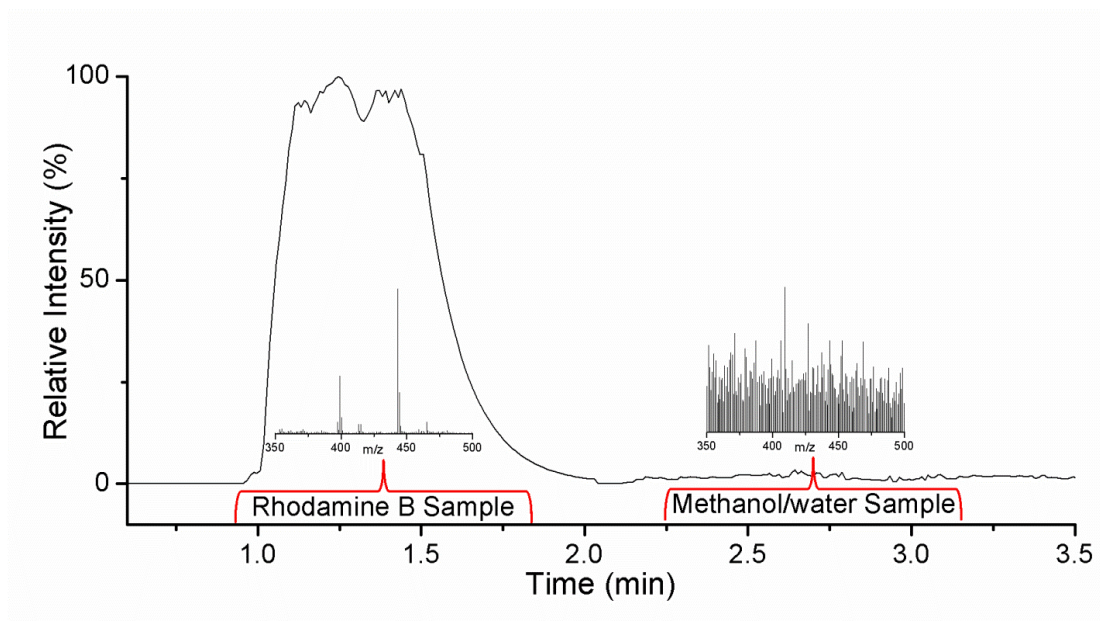 Relative Intensity (%)
100
50
0
350 400 450 500
m/z
350 400 450 500
m/z
Rhodamine B Sample
Methanol/water Sample
1.0 1.5 2.0 2.5 3.0 3.5
Time (min)